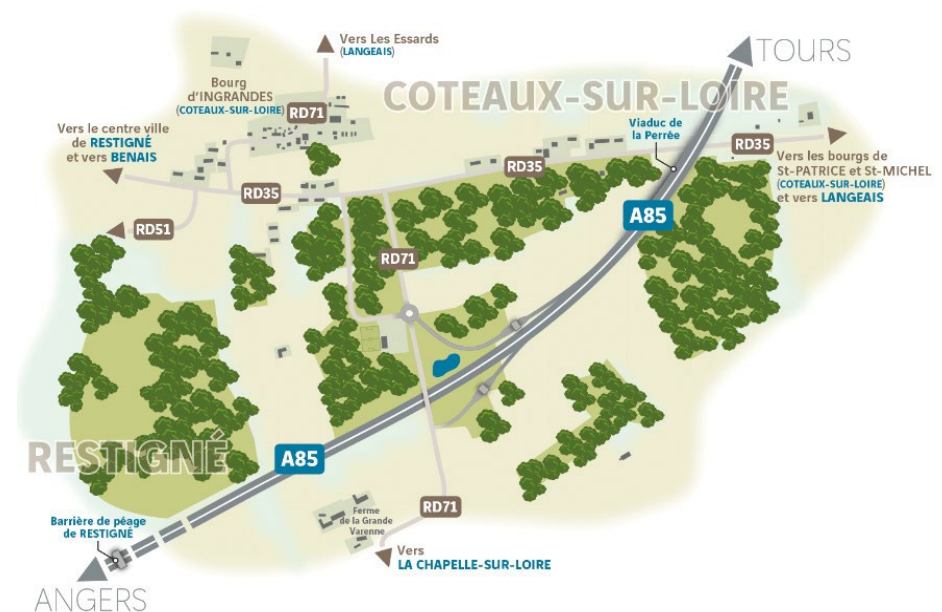 Vers Les Essards
(LANGEAIS)
TOURS
Bourg
d'INGRANDES
(COTEAUX-SUR-LOIRE)
RD71
COTEAUX-SUR-LOIRE
Viaduc de
la Perrée
Vers le centre ville
de RESTIGNÉ
et vers BENAIS
RD35
RD35
RD35
Vers les bourgs de
St-PATRICE et St-MICHEL
(COTEAUX-SUR-LOIRE)
et vers LANGEAIS
A85
RD51
RD71
RESTIGNÉ
A85
RD71
Ferme
de la Grande
Varenne
Barrière de péage
de RESTIGNÉ
Vers
LA CHAPELLE-SUR-LOIRE
ANGERS